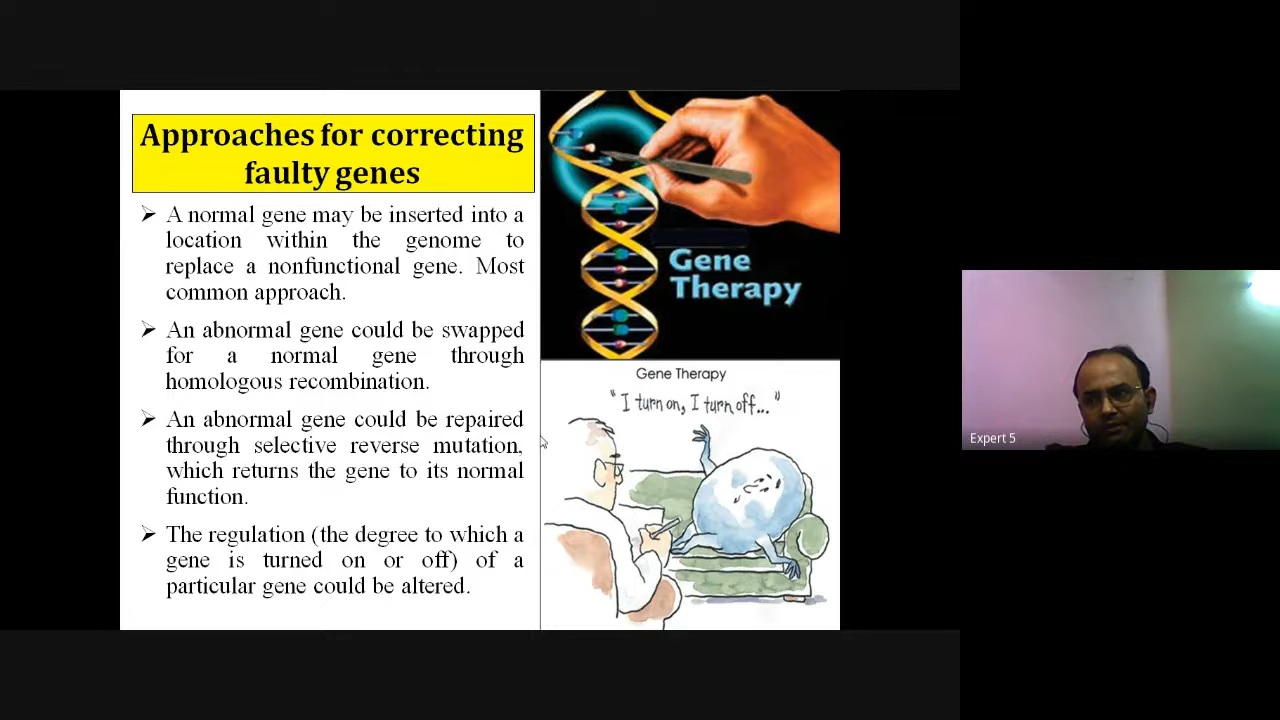 Approaches for correcting
faulty genes
➢ A normal gene may be inserted into a
location within the genome to
replace a nonfunctional gene. Most
common approach.
➢ An abnormal gene could be swapped
for a normal gene through
homologous recombination.
➢ An abnormal gene could be repaired
through selective reverse mutation,
which returns the gene to its normal
function.
➢ The regulation (the degree to which a
gene is turned on or off) of a
particular gene could be altered.
Gene
Therapy
Gene Therapy
"I turn on, I turn off..."
Expert 5